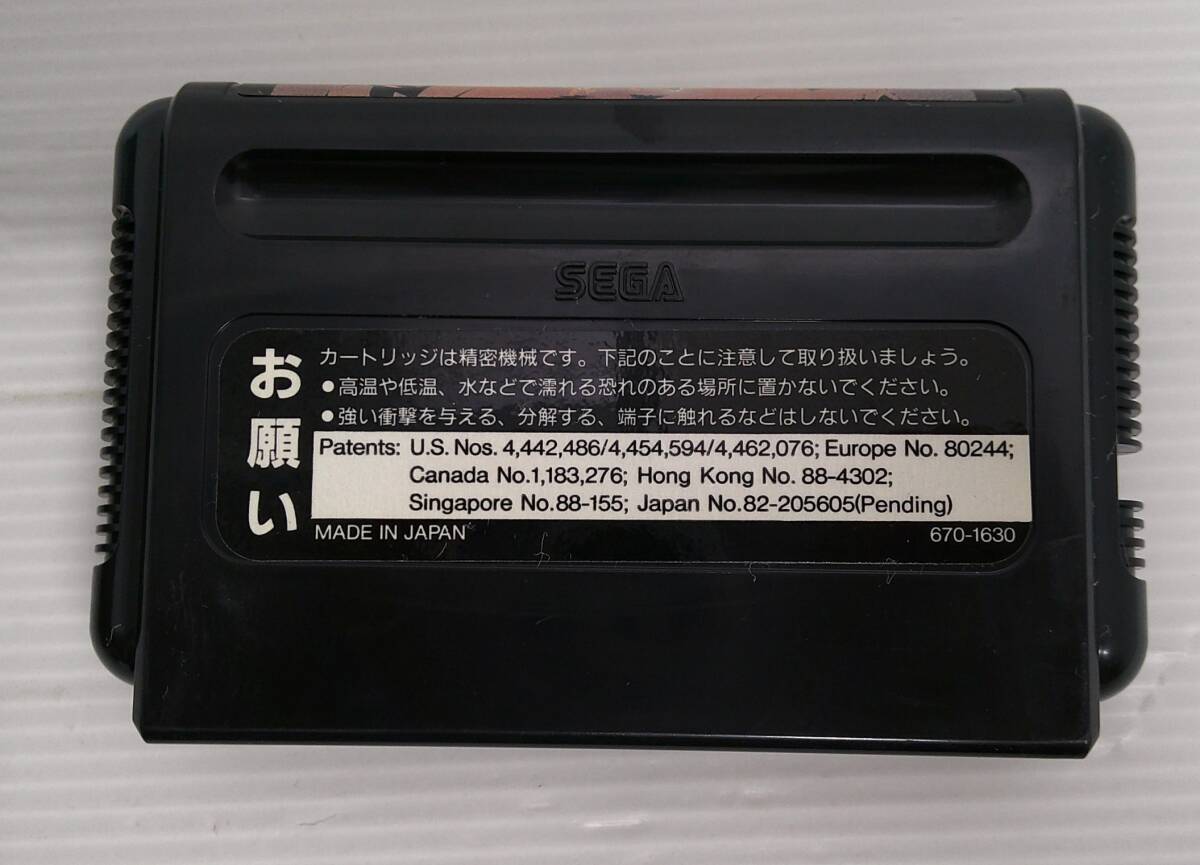 SEGA
お願い
カートリッジは精密機械です。下記のことに注意して取り扱いましょう。
●高温や低温、水などで濡れる恐れのある場所に置かないでください。
●強い衝撃を与える、分解する、端子に触れるなどはしないでください。
Patents: U.S. Nos. 4,442,486/4,454,594/4,462,076; Europe No. 80244;
Canada No.1,183,276; Hong Kong No. 88-4302;
Singapore No.88-155; Japan No.82-205605(Pending)
MADE IN JAPAN 670-1630